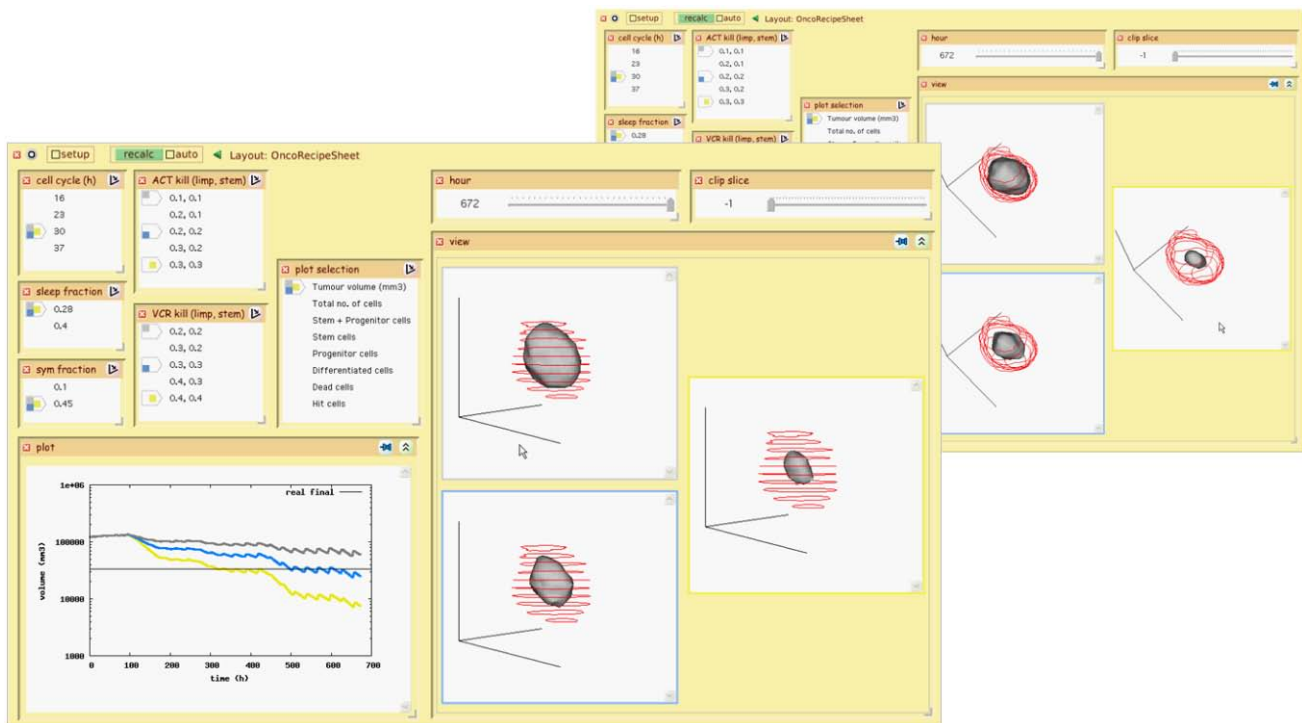 setup
recalc
auto
Layout: OncoRecipeSheet
cell cycle (h)
16
23
30
37
ACT kill (limp, stem)
0.1, 0.1
0.2, 0.1
0.2, 0.2
0.3, 0.2
0.3, 0.3
hour
672
clip slice
-1
sleep fraction
0.28
VCR kill (limp, stem)
plot selection
Tumour volume (mm3)
Total no. of cells
view
setup
recalc
auto
Layout: OncoRecipeSheet
cell cycle (h)
16
23
30
37
ACT kill (limp, stem)
0.1, 0.1
0.2, 0.1
0.2, 0.2
0.3, 0.2
0.3, 0.3
hour
672
clip slice
-1
sleep fraction
0.28
0.4
VCR kill (limp, stem)
0.2, 0.2
0.3, 0.2
0.3, 0.3
0.4, 0.3
0.4, 0.4
plot selection
Tumour volume (mm3)
Total no. of cells
Stem + Progenitor cells
Stem cells
Progenitor cells
Differentiated cells
Dead cells
Hit cells
sym fraction
0.1
0.45
view
plot
real final
1e+06
100000
10000
1000
volume (mm3)
0 100 200 300 400 500 600 700
time (h)